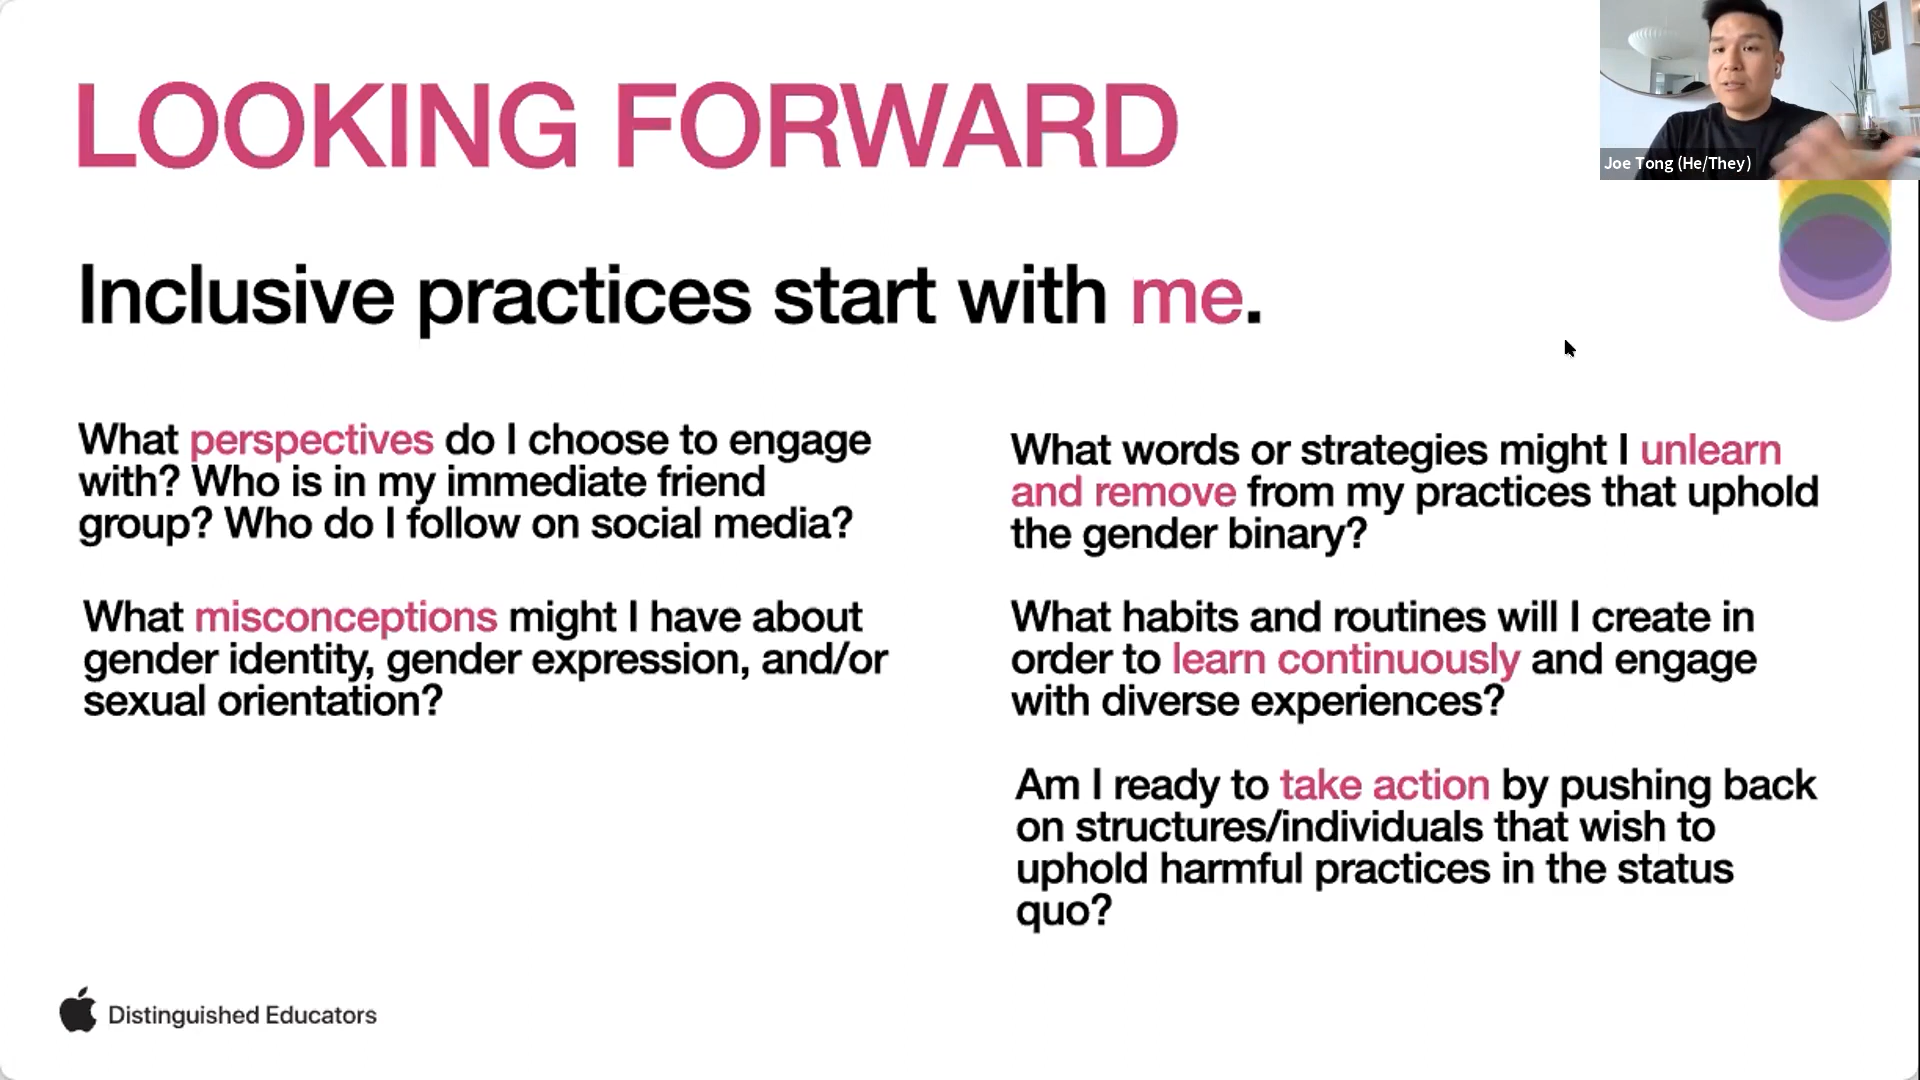 LOOKING FORWARD
Joe Tong (He/They)
Inclusive practices start with me.
What perspectives do I choose to engage
with? Who is in my immediate friend
group? Who do I follow on social media?
What misconceptions might I have about
gender identity, gender expression, and/or
sexual orientation?
What words or strategies might I unlearn
and remove from my practices that uphold
the gender binary?
What habits and routines will I create in
order to learn continuously and engage
with diverse experiences?
Am I ready to take action by pushing back
on structures/individuals that wish to
uphold harmful practices in the status
quo?
Distinguished Educators